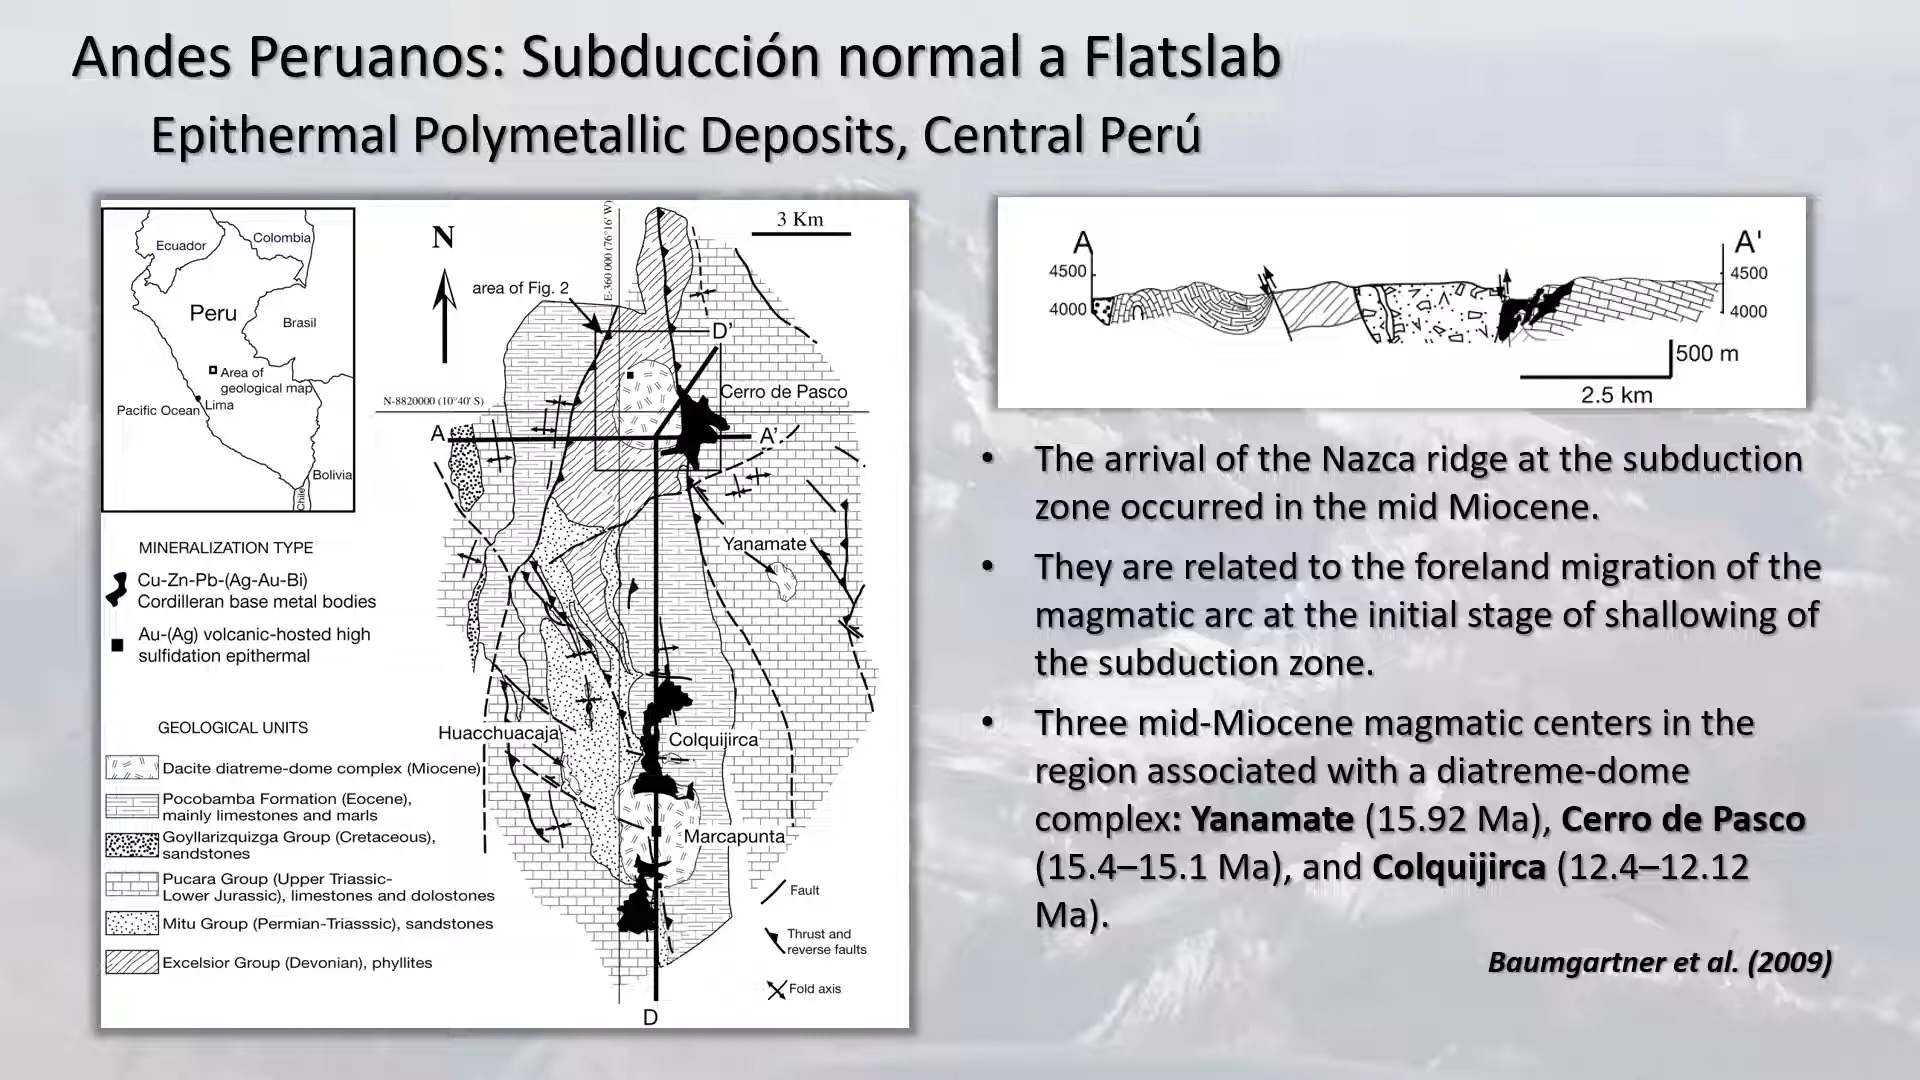 Andes Peruanos: Subducción normal a Flatslab
Epithermal Polymetallic Deposits, Central Perú
Ecuador
Colombia
Peru
Brasil
Area of
geological map
Lima
Pacific Ocean
Bolivia
Chile
N
area of Fig. 2
E-360 000 (76°16' W)
3 Km
D'
Cerro de Pasco
N-8820000 (10°40' S)
A
A'
Yanamate
Huacchuacaja
Colquijirca
Marcapunta
D
Fault
Thrust and
reverse faults
Fold axis
MINERALIZATION TYPE
Cu-Zn-Pb-(Ag-Au-Bi)
Cordilleran base metal bodies
Au-(Ag) volcanic-hosted high
sulfidation epithermal
GEOLOGICAL UNITS
Dacite diatreme-dome complex (Miocene)
Pocobamba Formation (Eocene),
mainly limestones and marls
Goyllarizquizga Group (Cretaceous),
sandstones
Pucara Group (Upper Triassic-
Lower Jurassic), limestones and dolostones
Mitu Group (Permian-Triasssic), sandstones
Excelsior Group (Devonian), phyllites
A
A'
4500
4000
4500
4000
500 m
2.5 km
• The arrival of the Nazca ridge at the subduction
zone occurred in the mid Miocene.
• They are related to the foreland migration of the
magmatic arc at the initial stage of shallowing of
the subduction zone.
• Three mid-Miocene magmatic centers in the
region associated with a diatreme-dome
complex: Yanamate (15.92 Ma), Cerro de Pasco
(15.4–15.1 Ma), and Colquijirca (12.4–12.12
Ma).
Baumgartner et al. (2009)